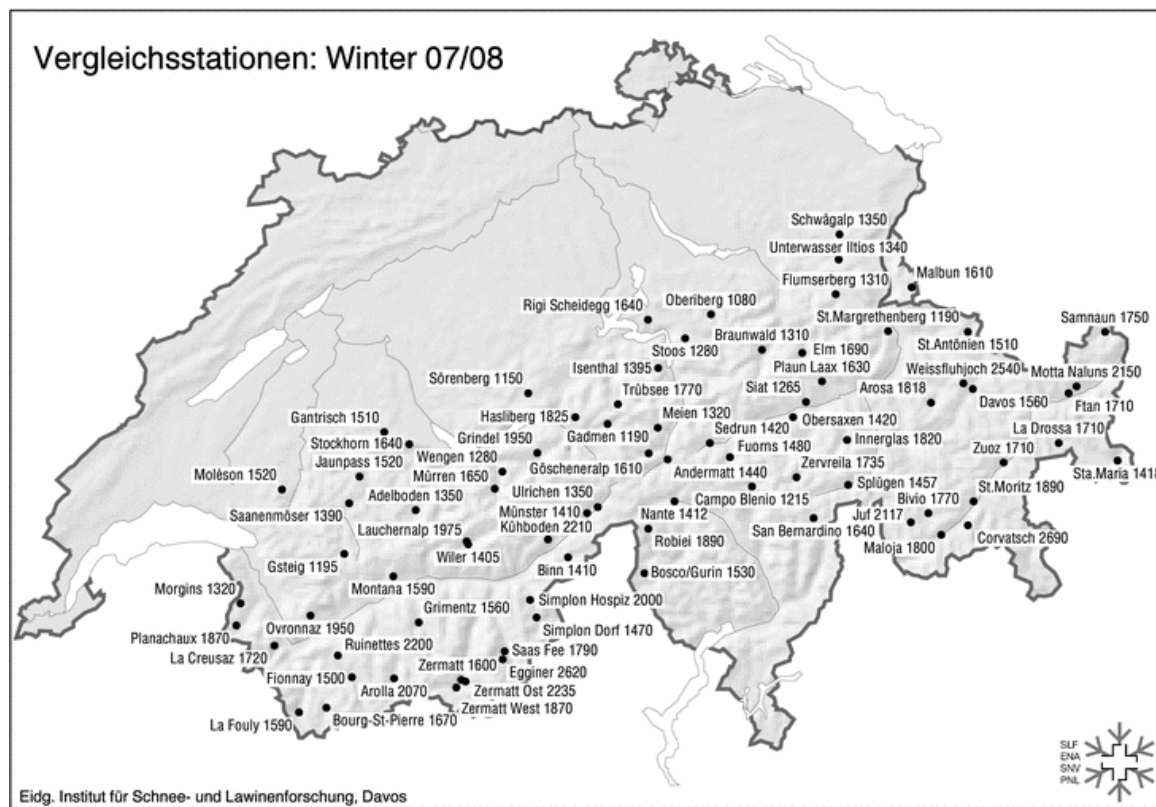 Vergleichsstationen: Winter 07/08
Schwägalp 1350
Unterwasser Iltios 1340
Flumserberg 1310
Malbun 1610
Rigi Scheidegg 1640
Oberiberg 1080
St.Margrethenberg 1190
Samnaun 1750
Braunwald 1310
Stoos 1280
Elm 1690
St.Antönien 1510
Isenthal 1395
Plaun Laax 1630
Weissfluhjoch 2540
Motta Naluns 2150
Sörenberg 1150
Trübsee 1770
Siat 1265
Arosa 1818
Davos 1560
Ftan 1710
Gantrisch 1510
Hasliberg 1825
Meien 1320
Obersaxen 1420
La Drossa 1710
Stockhorn 1640
Grindel 1950
Gadmen 1190
Sedrun 1420
Innerglas 1820
Fuorns 1480
Zuoz 1710
Jaunpass 1520
Wengen 1280
Göscheneralp 1610
Andermatt 1440
Zervreila 1735
Sta.Maria 1418
Moléson 1520
Mürren 1650
Adelboden 1350
Ulrichen 1350
Campo Blenio 1215
Splügen 1457
St.Moritz 1890
Saanenmöser 1390
Münster 1410
Nante 1412
Bivio 1770
Lauchernalp 1975
Kühboden 2210
San Bernardino 1640
Juf 2117
Robiei 1890
Maloja 1800
Corvatsch 2690
Gsteig 1195
Wiler 1405
Binn 1410
Bosco/Gurin 1530
Morgins 1320
Montana 1590
Simplon Hospiz 2000
Grimentz 1560
Simplon Dorf 1470
Planachaux 1870
Ovronnaz 1950
Ruinettes 2200
Saas Fee 1790
La Creusaz 1720
Zermatt 1600
Egginer 2620
Fionnay 1500
Arolla 2070
Zermatt Ost 2235
Zermatt West 1870
La Fouly 1590
Bourg-St-Pierre 1670
SLF
ENA
SNV
PNL
Eidg. Institut für Schnee- und Lawinenforschung, Davos